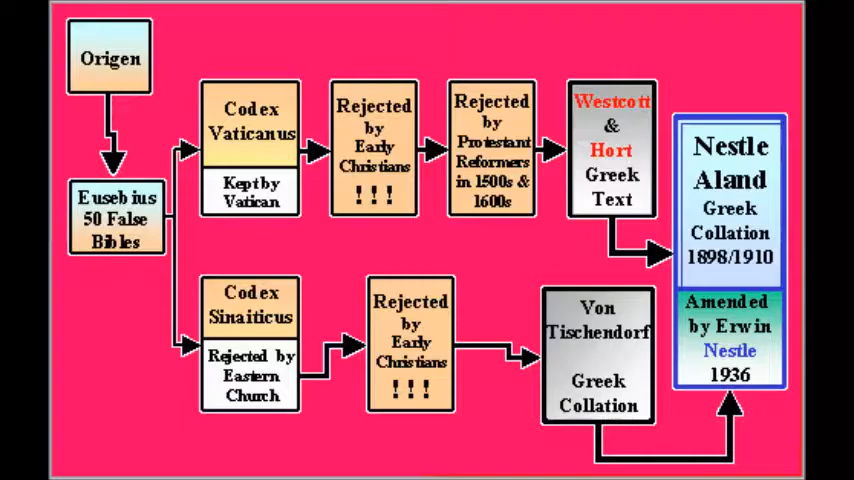 Origen
Eusebius
50 False
Bibles
Codex
Vaticanus
Kept by
Vatican
Rejected
by
Early
Christians
! ! !
Rejected
by
Protestant
Reformers
in 1500s &
1600s
Westcott
&
Hort
Greek
Text
Nestle
Aland
Greek
Collation
1898/1910
Amended
by Erwin
Nestle
1936
Codex
Sinaiticus
Rejected by
Eastern
Church
Rejected
by
Early
Christians
! ! !
Von
Tischendorf
Greek
Collation